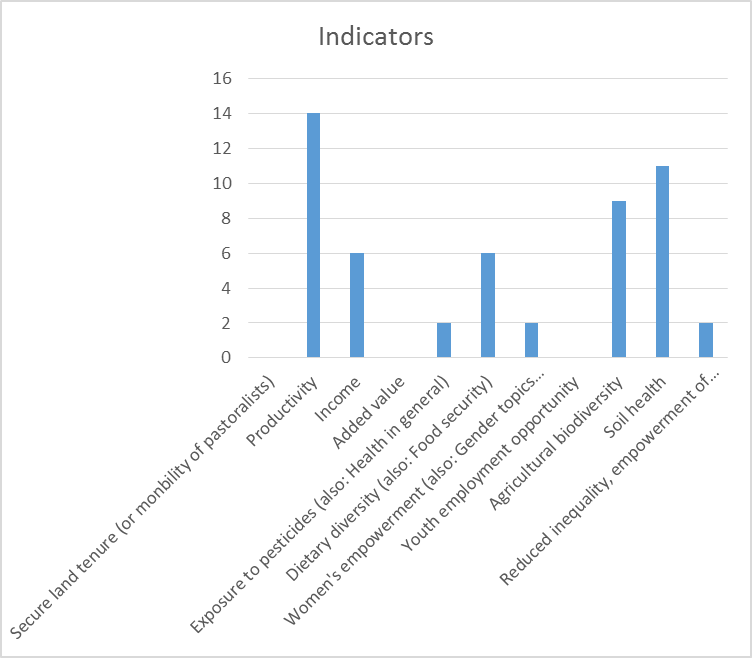 Indicators
16
14
12
10
8
6
4
2
0
Secure land tenure (or monbility of pastoralists)
Productivity
Income
Added value
Exposure to pesticides (also: Health in general)
Dietary diversity (also: Food security)
Women's empowerment (also: Gender topics...
Youth employment opportunity
Agricultural biodiversity
Soil health
Reduced inequality, empowerment of...